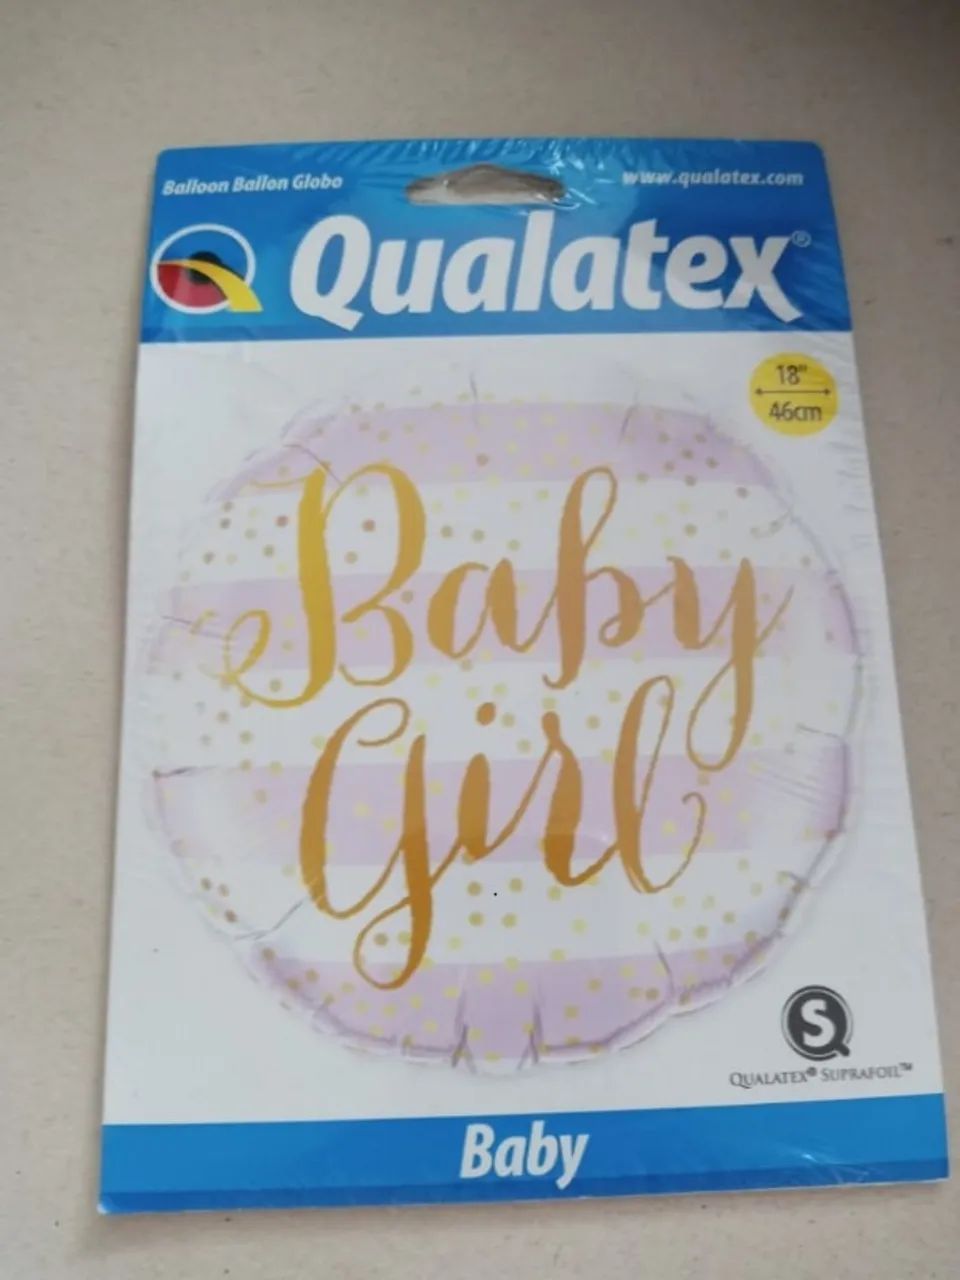 Balloon Ballon Globo
www.qualatex.com
Qualatex®
18"
46cm
Baby
Girl
S
QUALATEX® SUPRAFOIL™
Baby